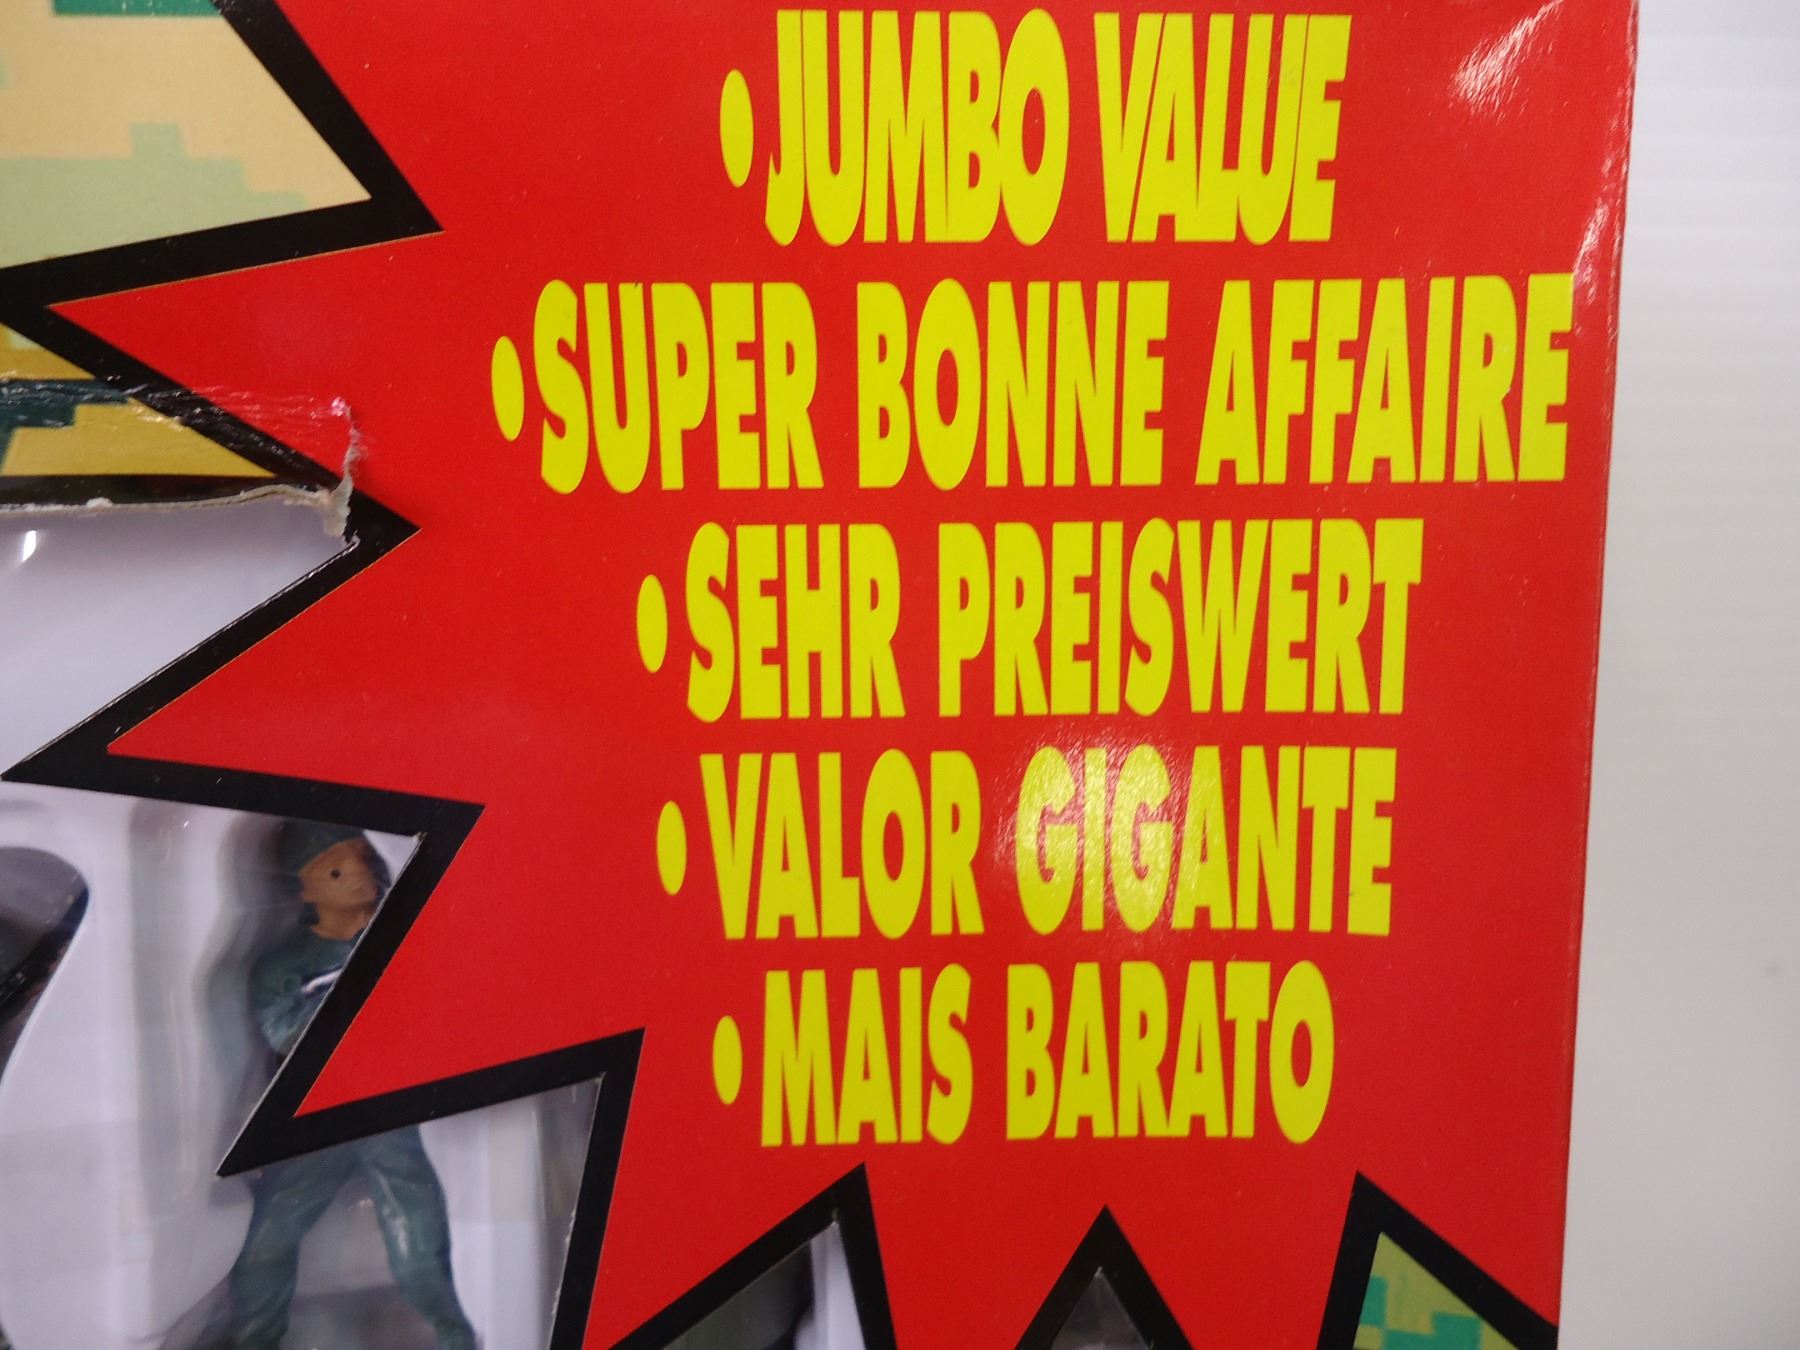 • JUMBO VALUE
• SUPER BONNE AFFAIRE
• SEHR PREISWERT
• VALOR GIGANTE
• MAIS BARATO